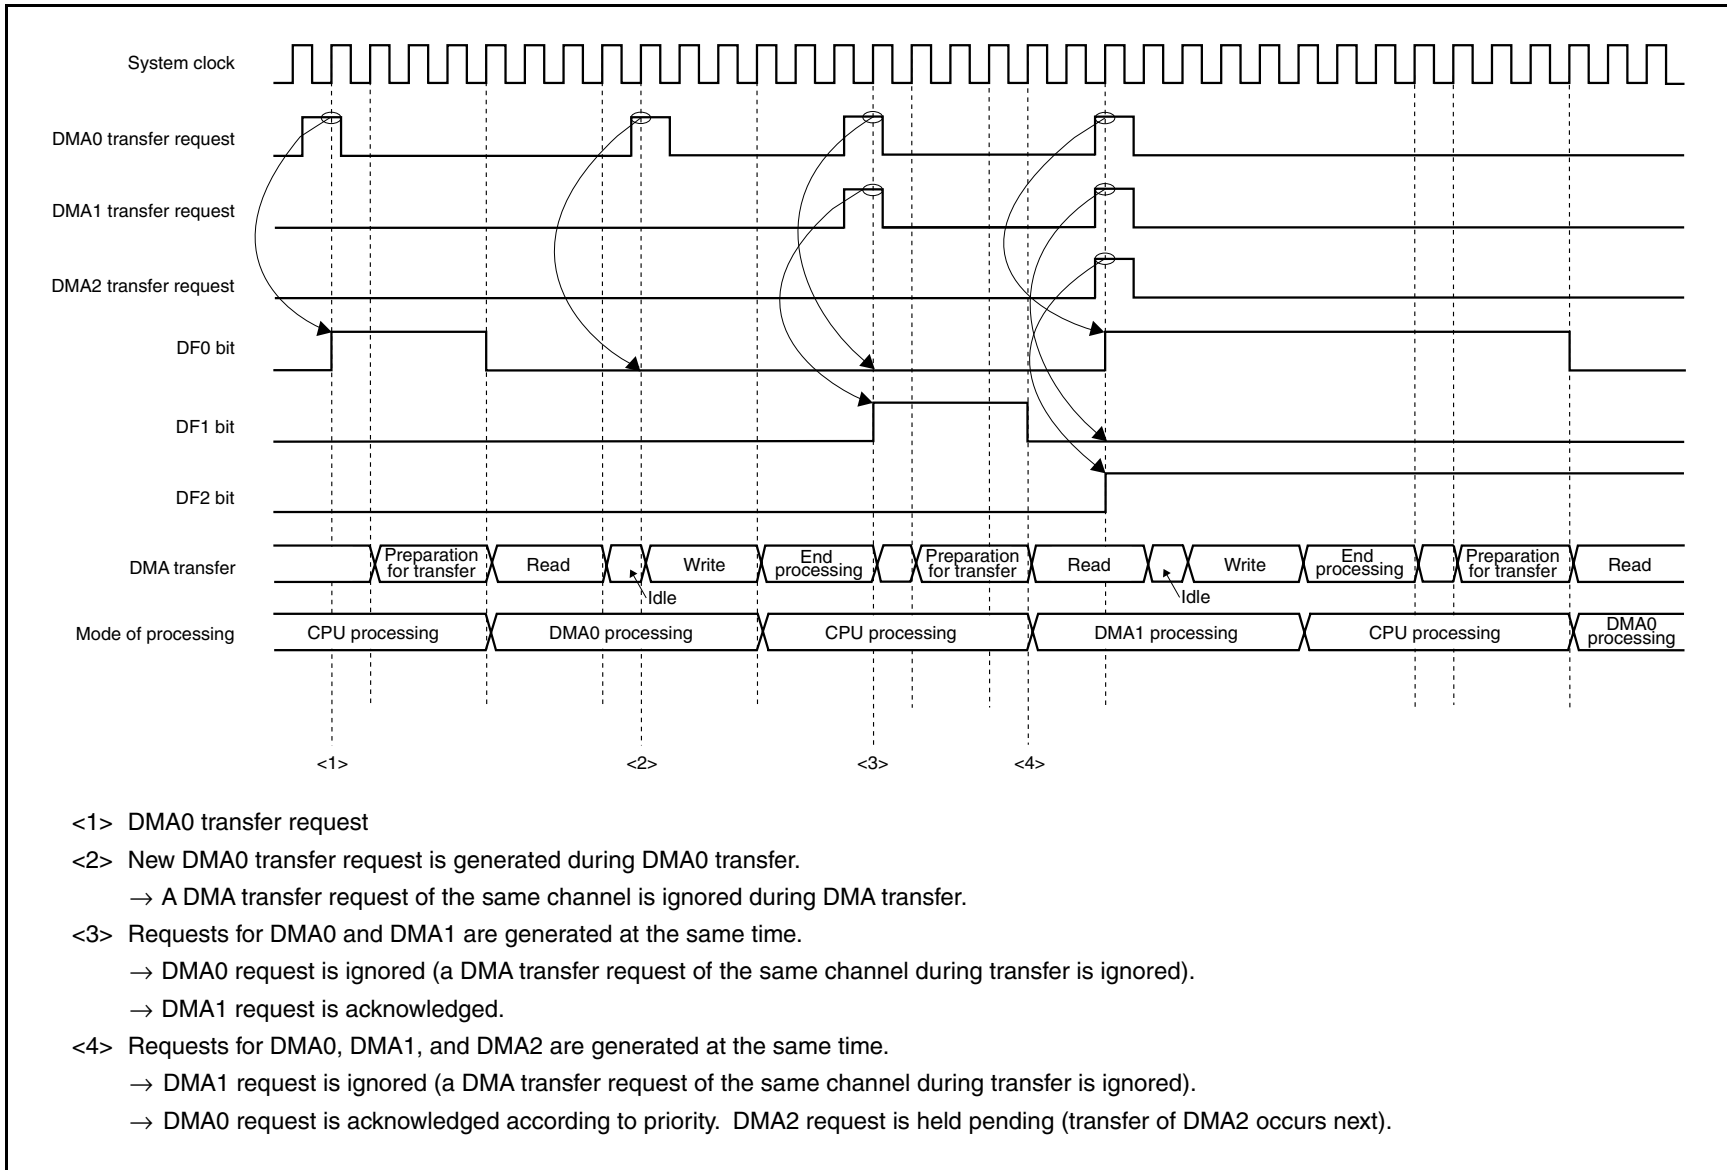 System clock
DMA0 transfer request
DMA1 transfer request
DMA2 transfer request
DF0 bit
DF1 bit
DF2 bit
DMA transfer
Preparation
for transfer
Read
Idle
Write
End
processing
Preparation
for transfer
Read
Idle
Write
End
processing
Preparation
for transfer
Read
Mode of processing
CPU processing
DMA0 processing
CPU processing
DMA1 processing
CPU processing
DMA0
processing
<1>
<2>
<3>
<4>
<1> DMA0 transfer request
<2> New DMA0 transfer request is generated during DMA0 transfer.
→ A DMA transfer request of the same channel is ignored during DMA transfer.
<3> Requests for DMA0 and DMA1 are generated at the same time.
→ DMA0 request is ignored (a DMA transfer request of the same channel during transfer is ignored).
→ DMA1 request is acknowledged.
<4> Requests for DMA0, DMA1, and DMA2 are generated at the same time.
→ DMA1 request is ignored (a DMA transfer request of the same channel during transfer is ignored).
→ DMA0 request is acknowledged according to priority. DMA2 request is held pending (transfer of DMA2 occurs next).